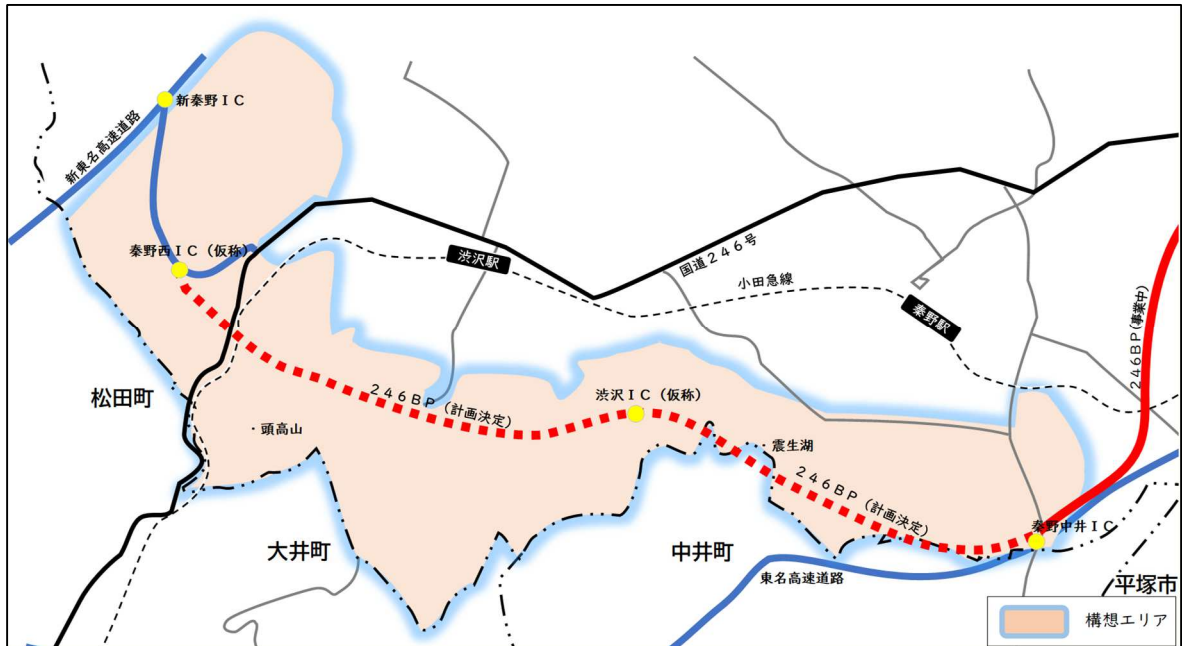 新秦野ＩＣ
新東名高速道路
秦野西ＩＣ（仮称）
渋沢駅
国道２４６号
小田急線
秦野駅
２４６ＢＰ（事業中）
松田町
２４６ＢＰ（計画決定）
渋沢ＩＣ（仮称）
・頭高山
・震生湖
２４６ＢＰ（計画決定）
秦野中井ＩＣ
大井町
中井町
東名高速道路
平塚市
構想エリア